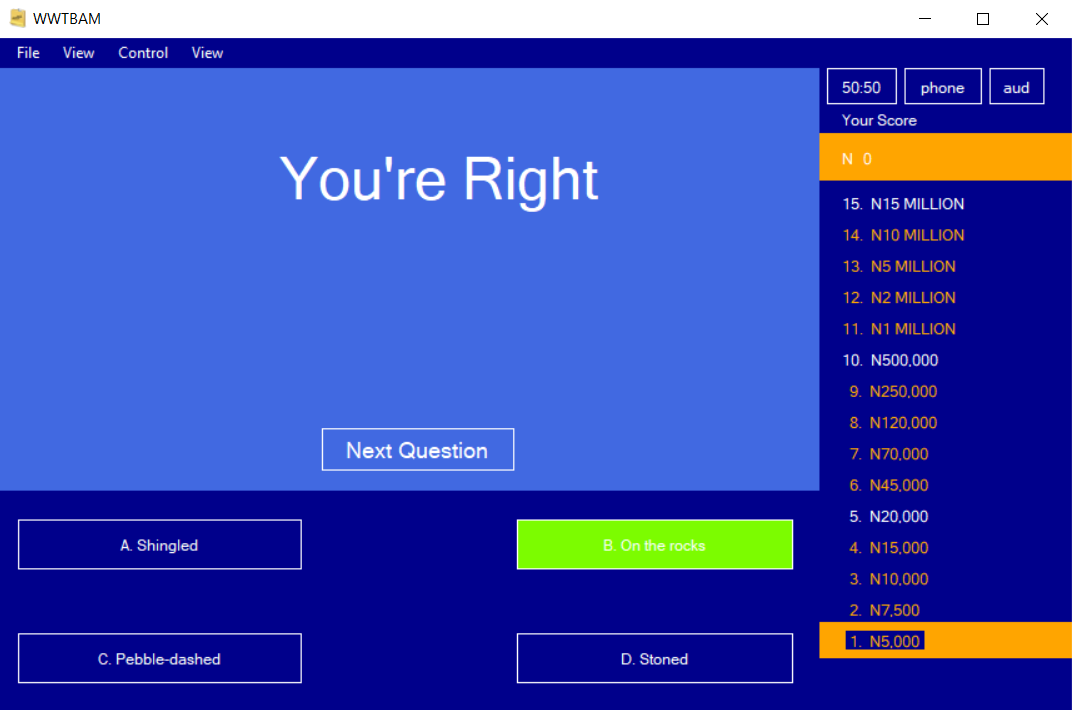 WWTBAM
File View Control View
50:50 phone aud
Your Score
N 0
You're Right
Next Question
15. N15 MILLION
14. N10 MILLION
13. N5 MILLION
12. N2 MILLION
11. N1 MILLION
10. N500,000
9. N250,000
8. N120,000
7. N70,000
6. N45,000
5. N20,000
4. N15,000
3. N10,000
2. N7,500
1. N5,000
A. Shingled
B. On the rocks
C. Pebble-dashed
D. Stoned